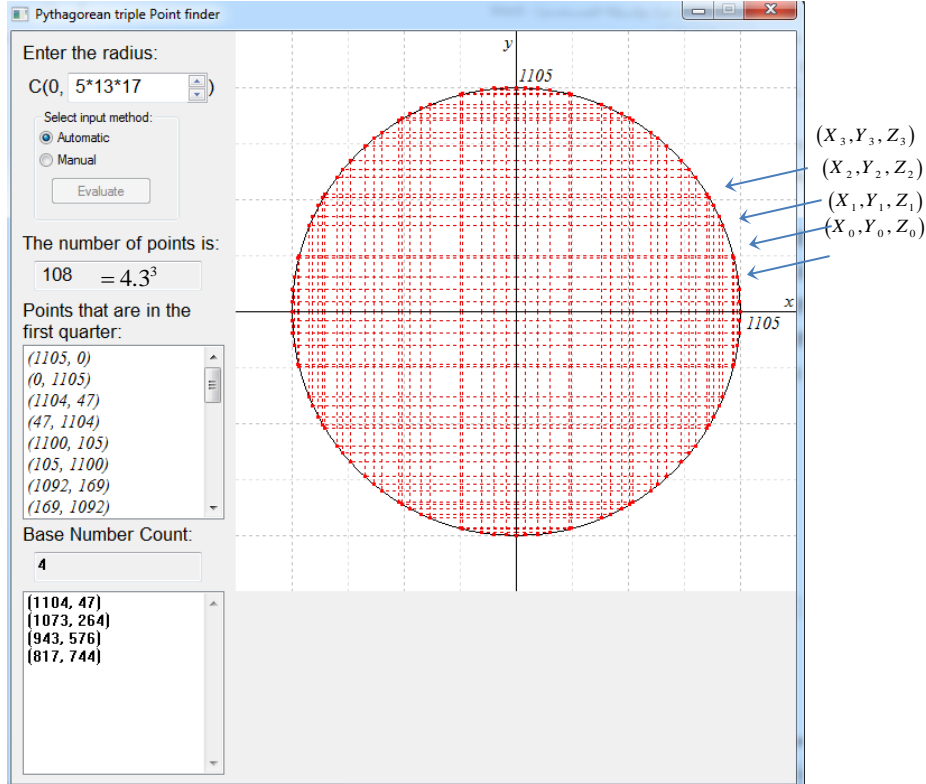 Pythagorean triple Point finder
Enter the radius:
C(0, 5*13*17 )
Select input method:
Automatic
Manual
Evaluate
The number of points is:
108 = 4.3³
Points that are in the
first quarter:
(1105, 0)
(0, 1105)
(1104, 47)
(47, 1104)
(1100, 105)
(105, 1100)
(1092, 169)
(169, 1092)
Base Number Count:
4
(1104, 47)
(1073, 264)
(943, 576)
(817, 744)
y
1105
x
1105
(X₃,Y₃,Z₃)
(X₂,Y₂,Z₂)
(X₁,Y₁,Z₁)
(X₀,Y₀,Z₀)